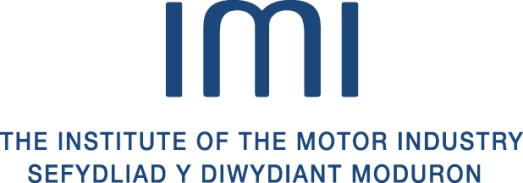 IMI
THE INSTITUTE OF THE MOTOR INDUSTRY
SEFYDLIAD Y DIWYDIANT MODURON